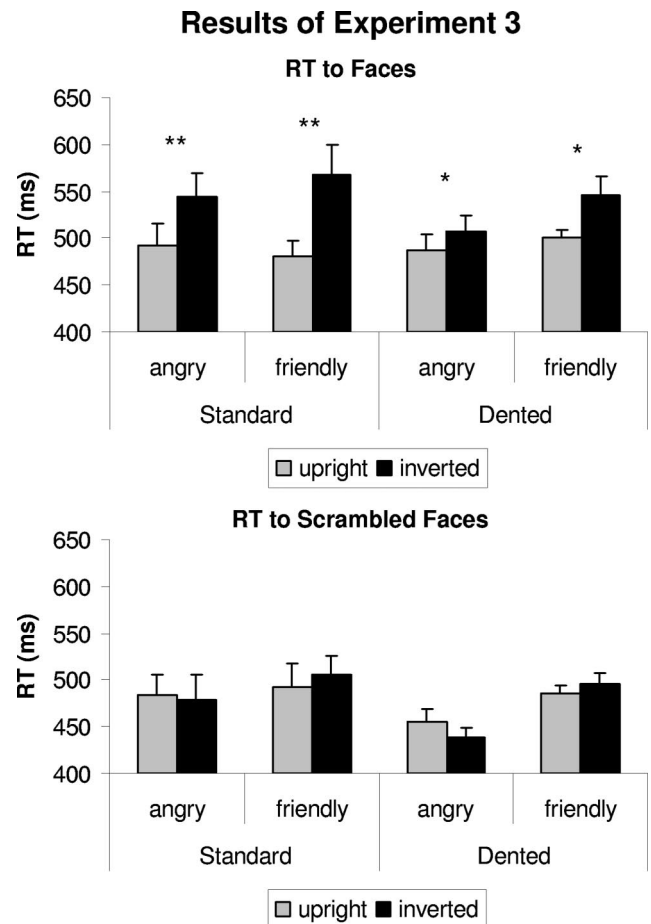 Results of Experiment 3
RT to Faces
RT (ms)
650
600
550
500
450
400
** ** * *
angry friendly angry friendly
Standard Dented
upright inverted
RT to Scrambled Faces
RT (ms)
650
600
550
500
450
400
angry friendly angry friendly
Standard Dented
upright inverted